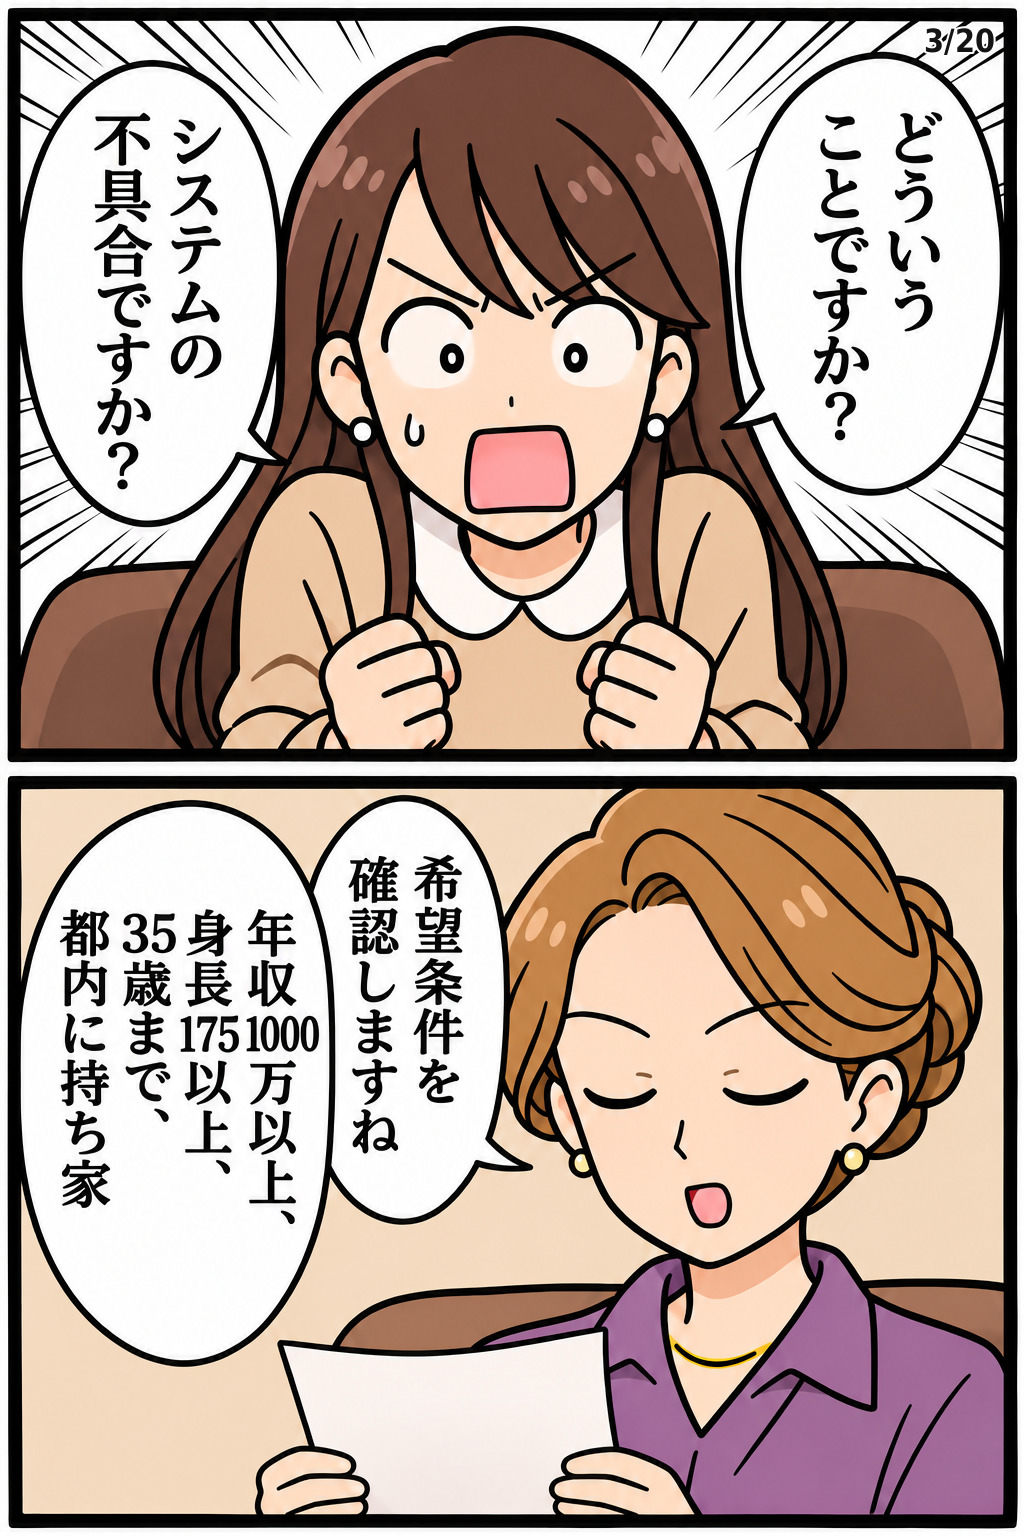 3/20
どういう
ことですか？
システムの
不具合ですか？
希望条件を
確認しますね
年収1000万以上、
身長175以上、
35歳まで、
都内に持ち家